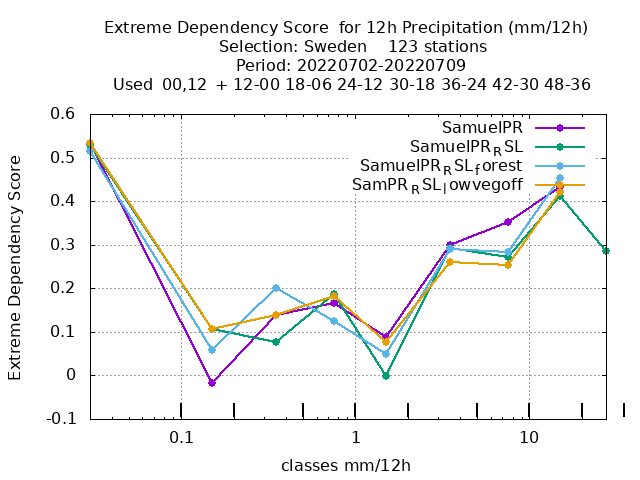 Extreme Dependency Score  for 12h Precipitation (mm/12h)
Selection: Sweden    123 stations
Period: 20220702-20220709
Used  00,12  + 12-00 18-06 24-12 30-18 36-24 42-30 48-36
SamuelPR
SamuelPR_RSL
SamuelPR_RSL_forest
SamPR_RSL_lowvegoff
Extreme Dependency Score
0.6
0.5
0.4
0.3
0.2
0.1
0
-0.1
0.1
1
10
classes mm/12h